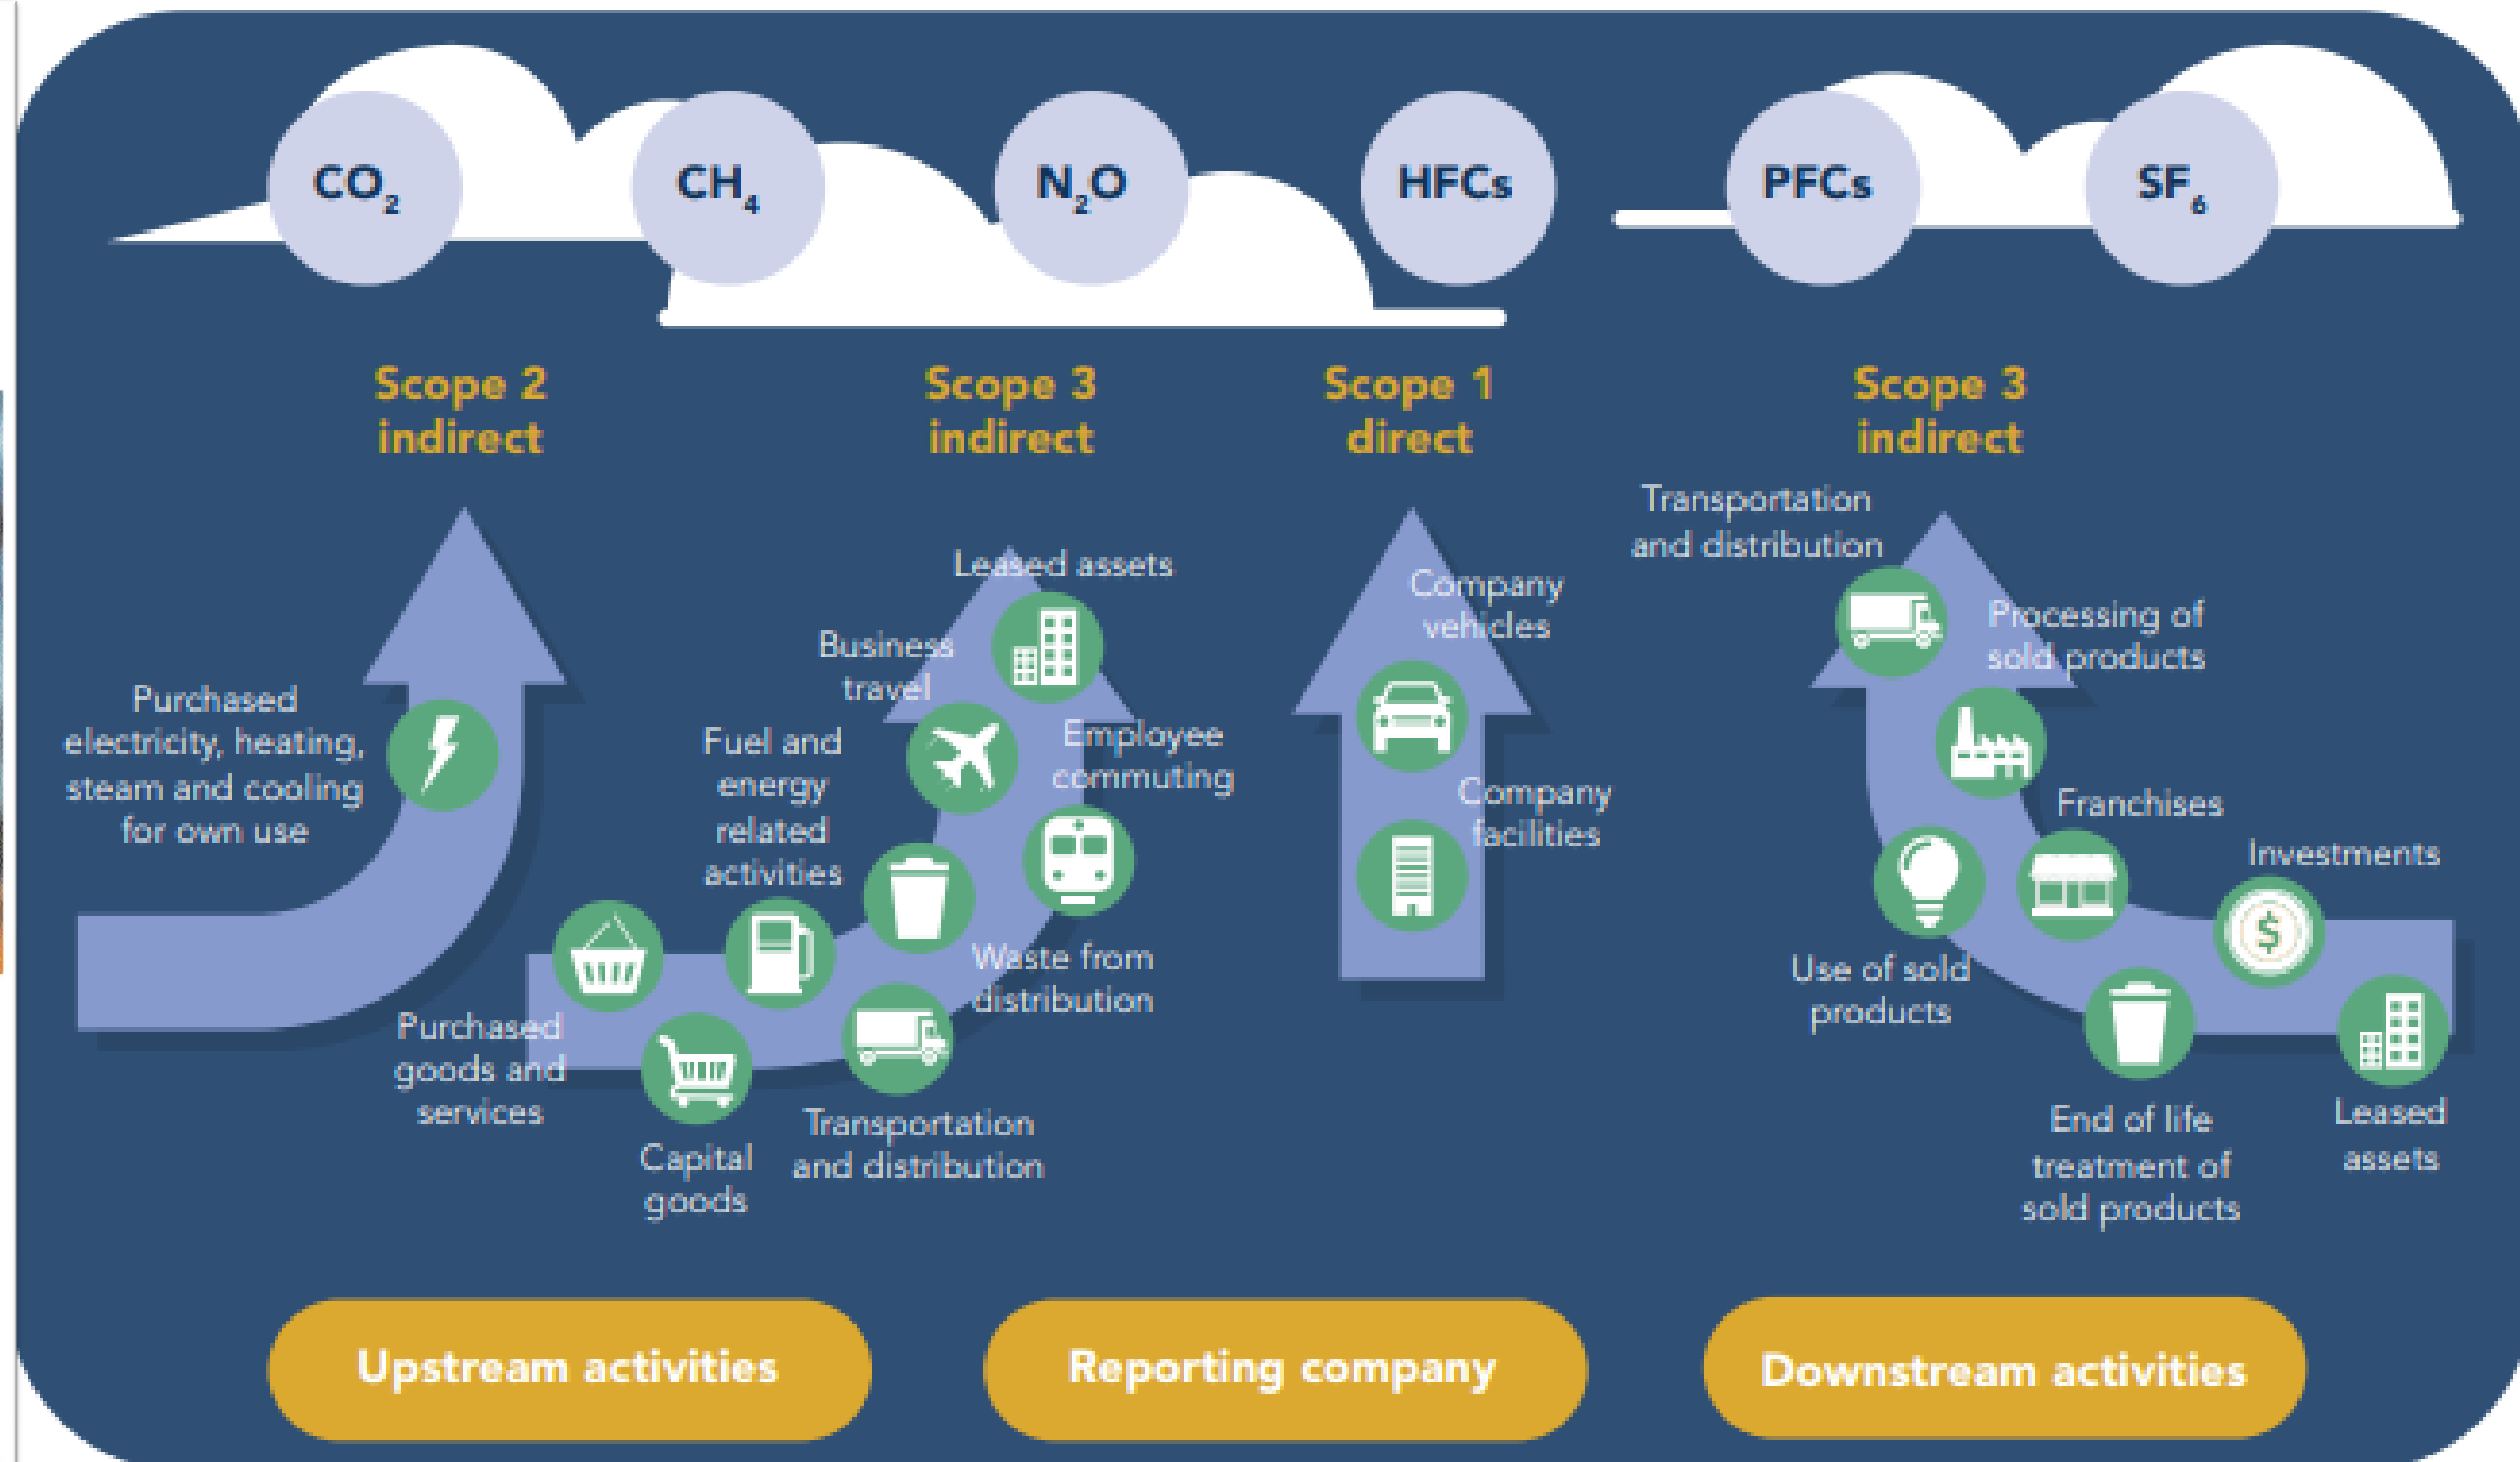 CO₂
CH₄
N₂O
HFCs
PFCs
SF₆
Scope 2
indirect
Scope 3
indirect
Scope 1
direct
Scope 3
indirect
Purchased
electricity, heating,
steam and cooling
for own use
Purchased
goods and
services
Capital
goods
Fuel and
energy
related
activities
Transportation
and distribution
Waste from
distribution
Business
travel
Employee
commuting
Leased assets
Company
vehicles
Company
facilities
Transportation
and distribution
Processing of
sold products
Use of sold
products
Franchises
End of life
treatment of
sold products
Investments
Leased
assets
$
Upstream activities
Reporting company
Downstream activities